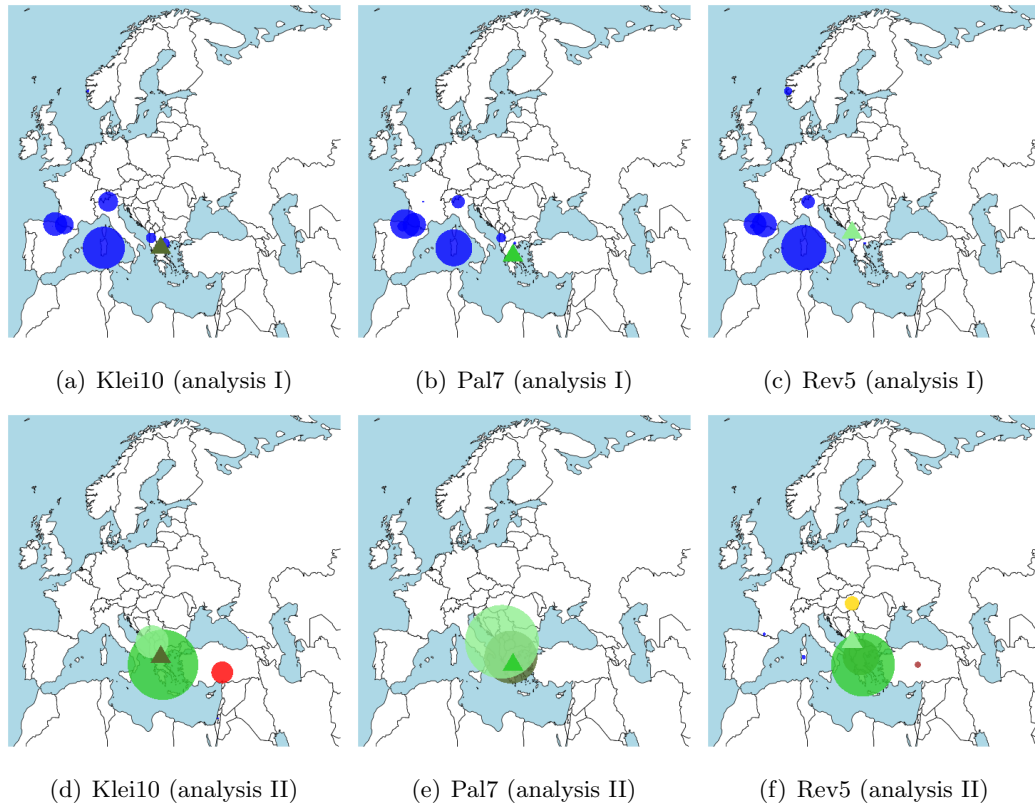 (a) Klei10 (analysis I)
(b) Pal7 (analysis I)
(c) Rev5 (analysis I)
(d) Klei10 (analysis II)
(e) Pal7 (analysis II)
(f) Rev5 (analysis II)